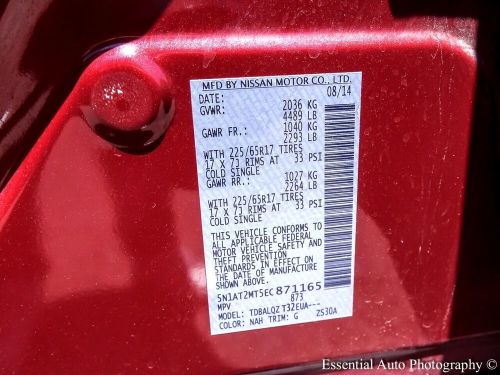 MFD BY NISSAN MOTOR CO., LTD.
DATE: 08/14
GVWR: 2036 KG
4489 LB
GAWR FR.: 1040 KG
2293 LB
WITH 225/65R17 TIRES
17 X 7J RIMS AT 33 PSI
COLD SINGLE
GAWR RR.: 1027 KG
2264 LB
WITH 225/65R17 TIRES
17 X 7J RIMS AT 33 PSI
COLD SINGLE
THIS VEHICLE CONFORMS TO
ALL APPLICABLE FEDERAL
MOTOR VEHICLE SAFETY AND
THEFT PREVENTION
STANDARDS IN EFFECT ON
THE DATE OF MANUFACTURE
SHOWN ABOVE.
5N1AT2MT5EC871165
MPV 873
MODEL: TDBALQZ T32EUA---
COLOR: NAH TRIM: G ZS30A
Essential Auto Photography ©